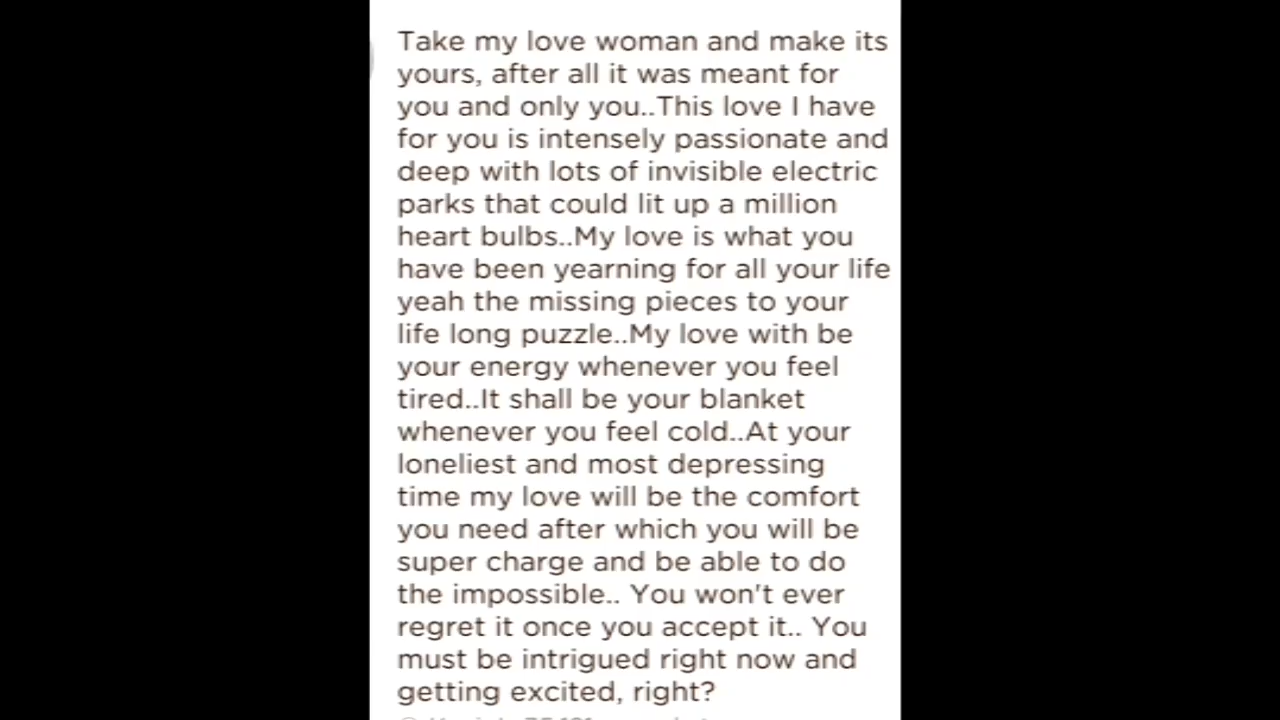 Take my love woman and make its
yours, after all it was meant for
you and only you..This love I have
for you is intensely passionate and
deep with lots of invisible electric
parks that could lit up a million
heart bulbs..My love is what you
have been yearning for all your life
yeah the missing pieces to your
life long puzzle..My love with be
your energy whenever you feel
tired..It shall be your blanket
whenever you feel cold..At your
loneliest and most depressing
time my love will be the comfort
you need after which you will be
super charge and be able to do
the impossible.. You won't ever
regret it once you accept it.. You
must be intrigued right now and
getting excited, right?